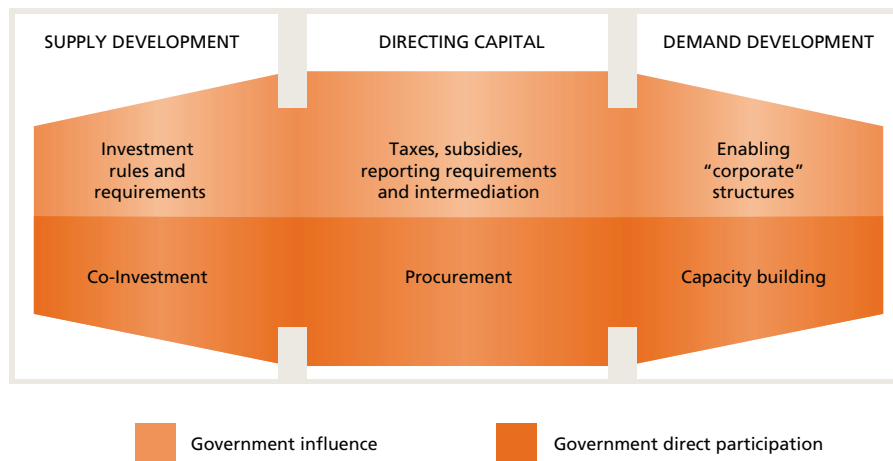 SUPPLY DEVELOPMENT
DIRECTING CAPITAL
DEMAND DEVELOPMENT
Investment
rules and
requirements
Taxes, subsidies,
reporting requirements
and intermediation
Enabling
“corporate“
structures
Co-Investment
Procurement
Capacity building
Government influence
Government direct participation